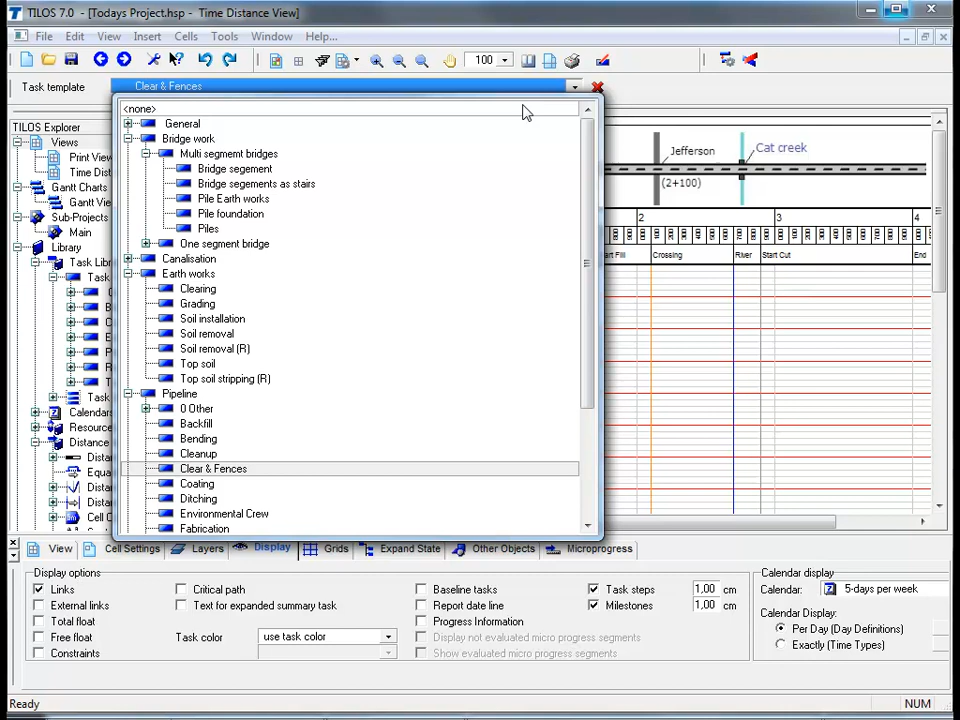 TILOS 7.0 - [Todays Project.hsp - Time Distance View]
File Edit View Insert Cells Tools Window Help...
100
Task template
Clear & Fences
<none>
General
Bridge work
Multi segment bridges
Bridge segement
Bridge segements as stairs
Pile Earth works
Pile foundation
Piles
One segment bridge
Canalisation
Earth works
Clearing
Grading
Soil installation
Soil removal
Soil removal (R)
Top soil
Top soil stripping (R)
Pipeline
0 Other
Backfill
Bending
Cleanup
Clear & Fences
Coating
Ditching
Environmental Crew
Fabrication
TILOS Explorer
Views
Print View
Time Dist
Gantt Charts
Gantt View
Sub-Projects
Main
Library
Task Libr
Task
Task
Calendars
Resource
Distance
Distan
Equa
Distan
Distan
Cell C
Jefferson
Cat creek
(2+100)
2 3 4
art Fill Crossing River Start Cut End
View Cell Settings Layers Display Grids Expand State Other Objects Microprogress
Display options
Links
External links
Total float
Free float
Constraints
Critical path
Text for expanded summary task
Task color
use task color
Baseline tasks
Report date line
Progress Information
Display not evaluated micro progress segments
Show evaluated micro progress segments
Task steps 1,00 cm
Milestones 1,00 cm
Calendar display
Calendar: 5-days per week
Calendar Display:
Per Day (Day Definitions)
Exactly (Time Types)
Ready
NUM